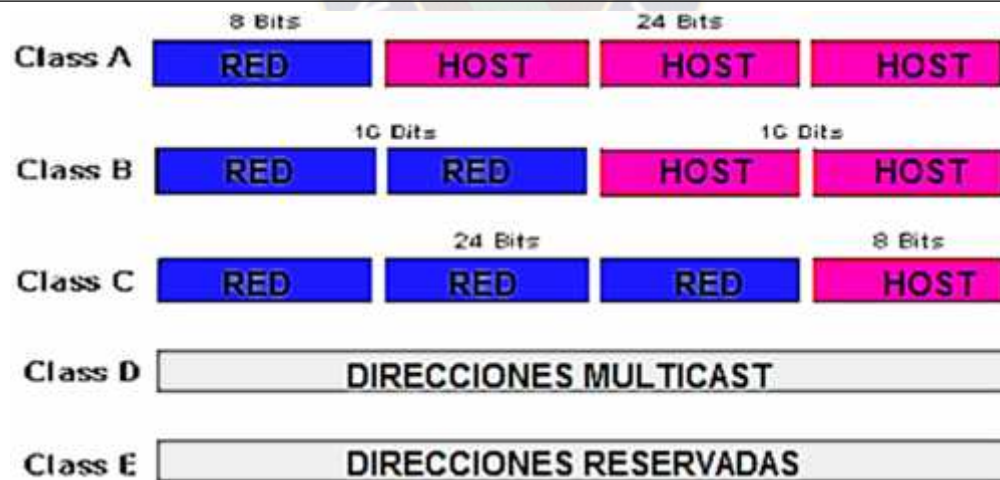 8 Bits 24 Bits
Class A RED HOST HOST HOST
16 Bits 16 Bits
Class B RED RED HOST HOST
24 Bits 8 Bits
Class C RED RED RED HOST
Class D DIRECCIONES MULTICAST
Class E DIRECCIONES RESERVADAS